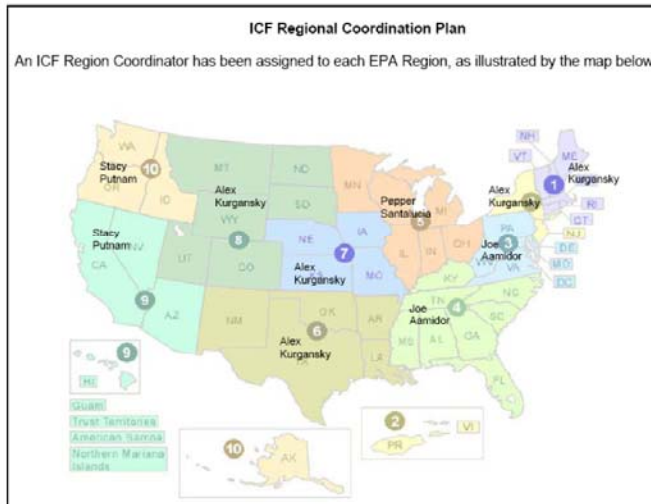 ICF Regional Coordination Plan
An ICF Region Coordinator has been assigned to each EPA Region, as illustrated by the map below
WA
Stacy
Putnam
10
OR
ID
MT
ND
Alex
Kurgansky
SD
WY
8
UT
CO
MN
Pepper
Santalucia
MI
5
IL
IN
OH
NH
VT
ME
Alex
Kurgansky
1
Alex
Kurgansky
RI
CT
NJ
PA
Joe
Aamidor
3
VA
DE
MD
DC
Stacy
Putnam
NV
CA
9
AZ
NE
IA
7
Alex
Kurgansky
MO
KY
TN
NC
4
Joe
Aamidor
SC
MS
AL
GA
FL
NM
OK
AR
6
Alex
Kurgansky
LA
9
HI
Guam
Trust Territories
American Samoa
Northern Mariana
Islands
10
AK
2
VI
PR